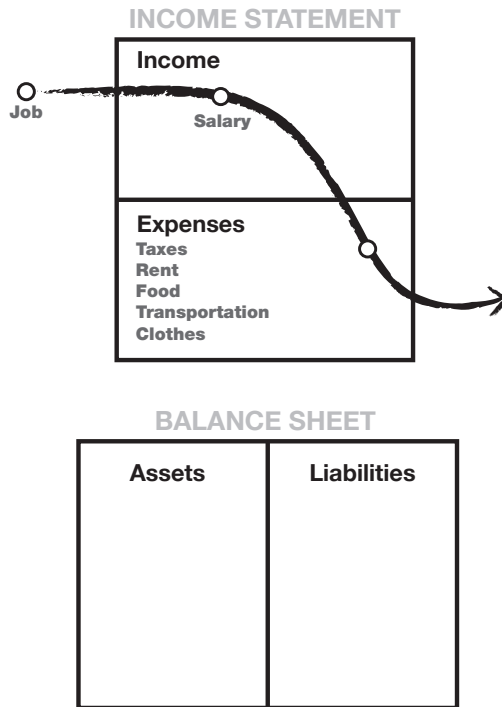 INCOME STATEMENT
Income
Job
Salary
Expenses
Taxes
Rent
Food
Transportation
Clothes
BALANCE SHEET
Assets
Liabilities